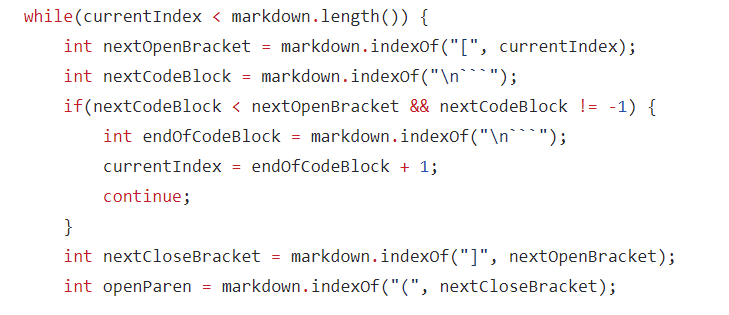 while(currentIndex < markdown.length()) {
    int nextOpenBracket = markdown.indexOf("[", currentIndex);
    int nextCodeBlock = markdown.indexOf("\n```");
    if(nextCodeBlock < nextOpenBracket && nextCodeBlock != -1) {
        int endOfCodeBlock = markdown.indexOf("\n```");
        currentIndex = endOfCodeBlock + 1;
        continue;
    }
    int nextCloseBracket = markdown.indexOf("]", nextOpenBracket);
    int openParen = markdown.indexOf("(", nextCloseBracket);